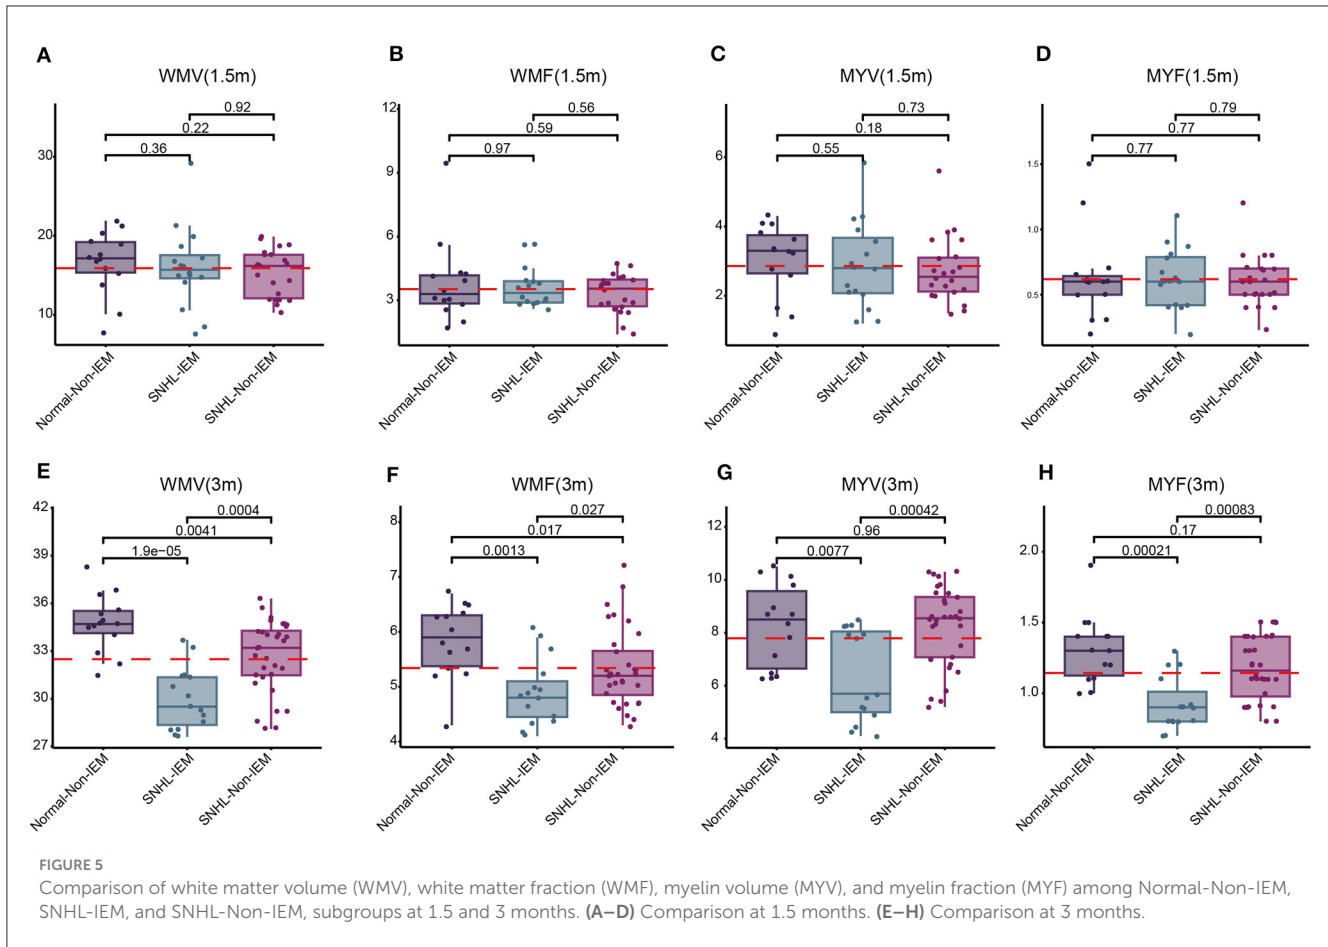 A
WMV(1.5m)
0.92
0.22
0.36
30
20
10
Normal-Non-IEM
SNHL-IEM
SNHL-Non-IEM
B
WMF(1.5m)
12
0.56
0.59
0.97
9
6
3
Normal-Non-IEM
SNHL-IEM
SNHL-Non-IEM
C
MYV(1.5m)
0.73
0.18
0.55
6
4
2
Normal-Non-IEM
SNHL-IEM
SNHL-Non-IEM
D
MYF(1.5m)
0.79
0.77
0.77
1.5
1.0
0.5
Normal-Non-IEM
SNHL-IEM
SNHL-Non-IEM
E
WMV(3m)
42
0.0004
0.0041
1.9e−05
39
36
33
30
27
Normal-Non-IEM
SNHL-IEM
SNHL-Non-IEM
F
WMF(3m)
8
0.027
0.017
0.0013
7
6
5
4
Normal-Non-IEM
SNHL-IEM
SNHL-Non-IEM
G
MYV(3m)
12
0.00042
0.96
0.0077
10
8
6
4
Normal-Non-IEM
SNHL-IEM
SNHL-Non-IEM
H
MYF(3m)
0.00083
0.17
0.00021
2.0
1.5
1.0
Normal-Non-IEM
SNHL-IEM
SNHL-Non-IEM
FIGURE 5
Comparison of white matter volume (WMV), white matter fraction (WMF), myelin volume (MYV), and myelin fraction (MYF) among Normal-Non-IEM,
SNHL-IEM, and SNHL-Non-IEM, subgroups at 1.5 and 3 months. (A–D) Comparison at 1.5 months. (E–H) Comparison at 3 months.